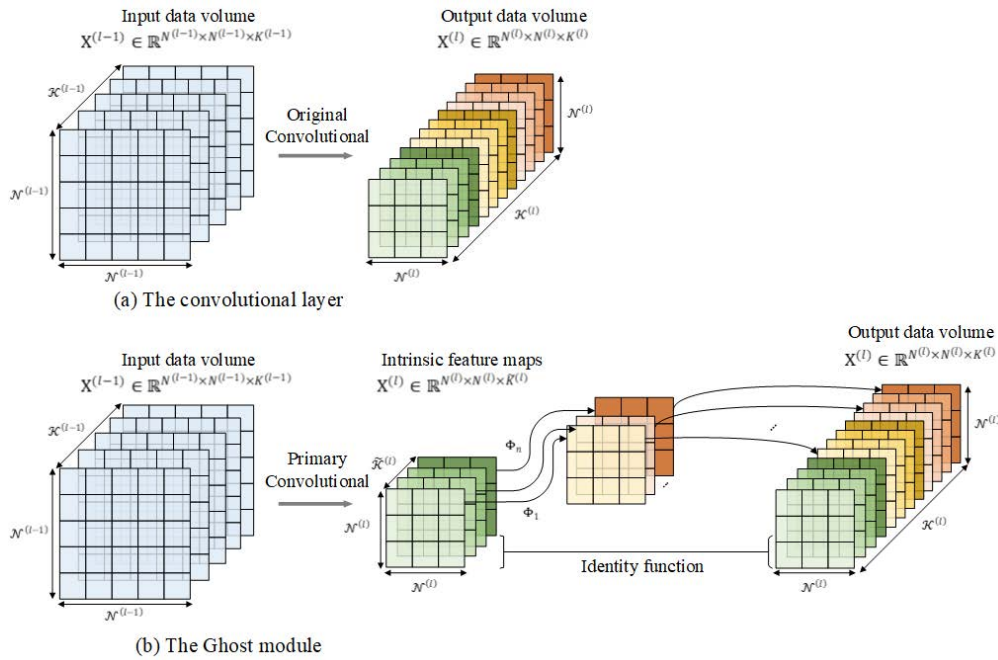 Input data volume
X^(l−1) ∈ ℝ^N^(l−1)×N^(l−1)×K^(l−1)
Output data volume
X^(l) ∈ ℝ^N^(l)×N^(l)×K^(l)
𝒦^(l−1)
𝒩^(l−1)
𝒩^(l−1)
Original
Convolutional
𝒩^(l)
𝒦^(l)
𝒩^(l)
(a) The convolutional layer
Input data volume
X^(l−1) ∈ ℝ^N^(l−1)×N^(l−1)×K^(l−1)
Intrinsic feature maps
X^(l) ∈ ℝ^N^(l)×N^(l)×K̃^(l)
Output data volume
X^(l) ∈ ℝ^N^(l)×N^(l)×K^(l)
𝒦^(l−1)
𝒩^(l−1)
𝒩^(l−1)
Primary
Convolutional
𝒦̃^(l)
𝒩^(l)
𝒩^(l)
Φn
Φ1
...
...
Identity function
𝒩^(l)
𝒦^(l)
𝒩^(l)
(b) The Ghost module